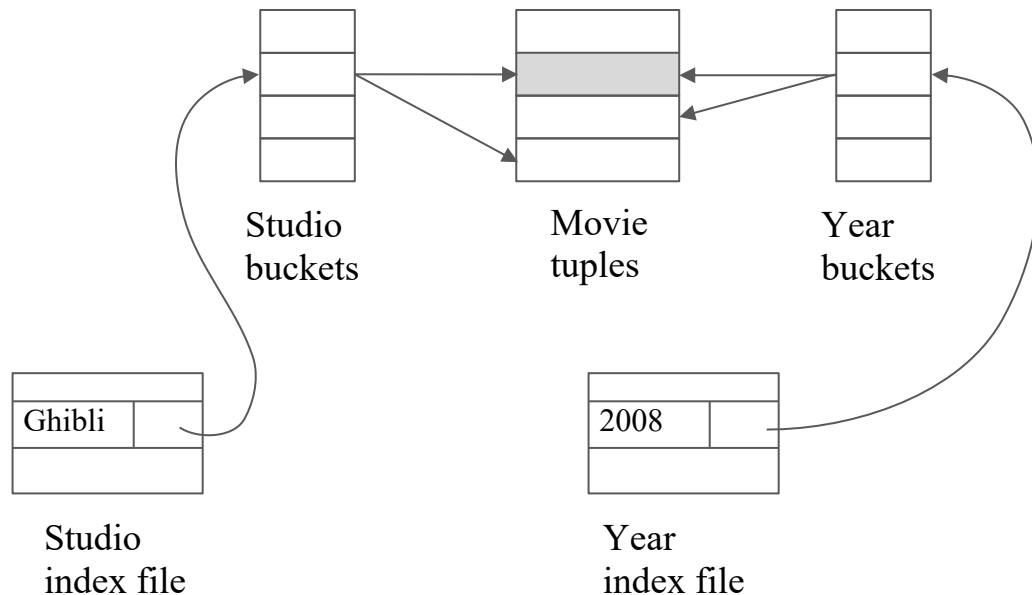 Studio
buckets
Movie
tuples
Year
buckets
Ghibli
2008
Studio
index file
Year
index file